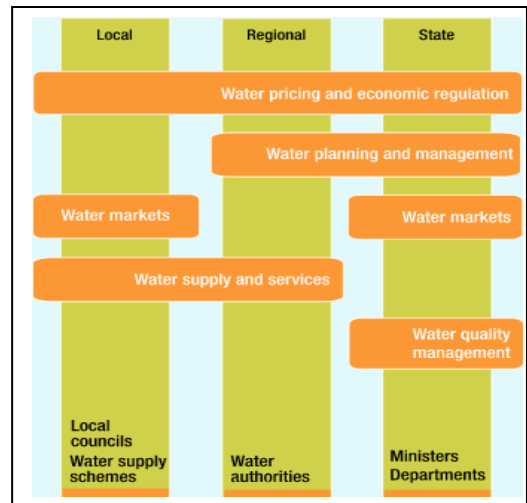 Local Regional State
Water pricing and economic regulation
Water planning and management
Water markets Water markets
Water supply and services
Water quality
management
Local
councils
Water supply
schemes
Water
authorities
Ministers
Departments